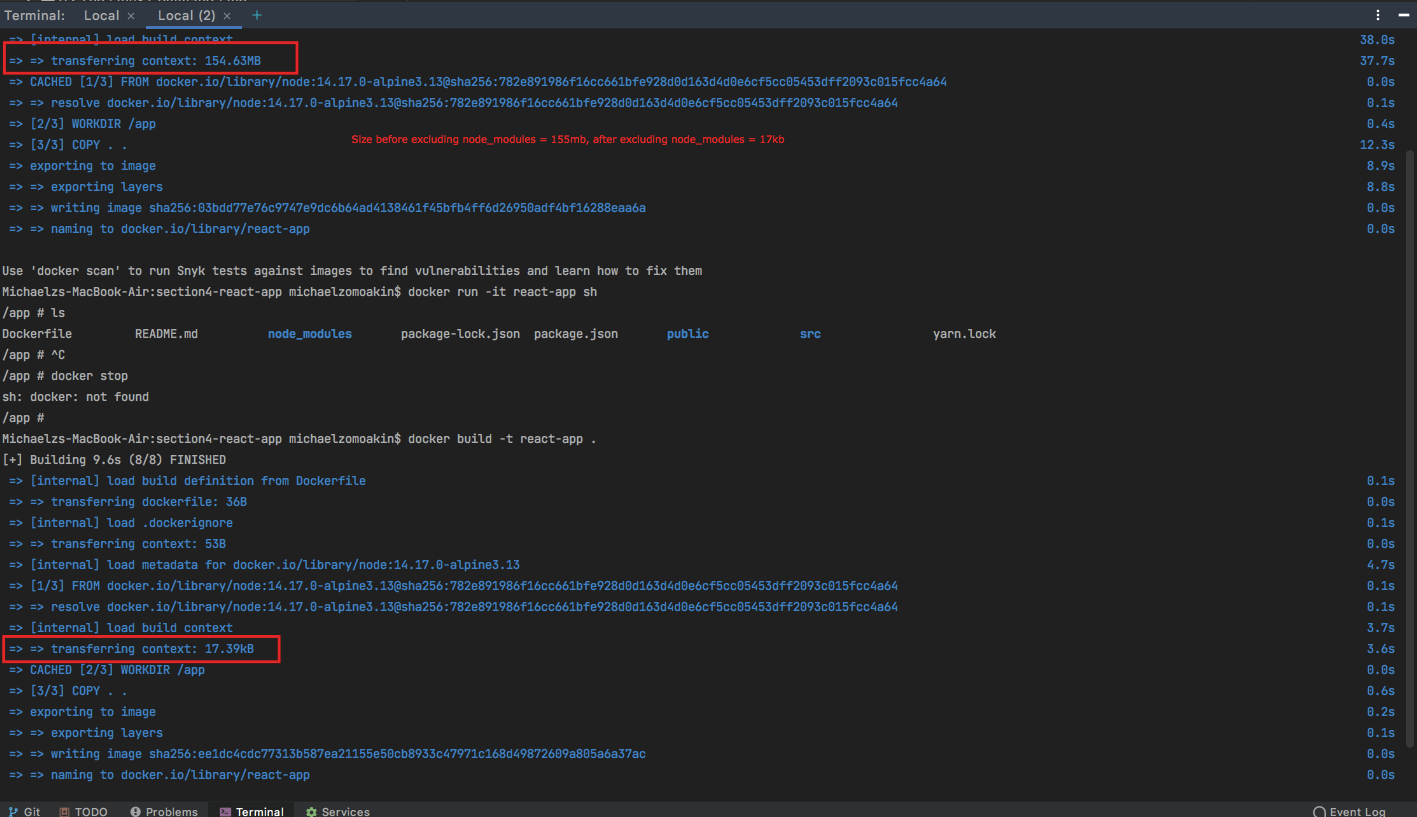 Terminal: Local × Local (2) × +
=> [internal] load build context 38.0s
=> => transferring context: 154.63MB 37.7s
=> CACHED [1/3] FROM docker.io/library/node:14.17.0-alpine3.13@sha256:782e891986f16cc661bfe928d0d163d4d0e6cf5cc05453dff2093c015fcc4a64 0.0s
=> => resolve docker.io/library/node:14.17.0-alpine3.13@sha256:782e891986f16cc661bfe928d0d163d4d0e6cf5cc05453dff2093c015fcc4a64 0.1s
=> [2/3] WORKDIR /app 0.4s
Size before excluding node_modules = 155mb, after excluding node_modules = 17kb
=> [3/3] COPY . . 12.3s
=> exporting to image 8.9s
=> => exporting layers 8.8s
=> => writing image sha256:03bdd77e76c9747e9dc6b64ad4138461f45bfb4ff6d26950adf4bf16288eaa6a 0.0s
=> => naming to docker.io/library/react-app 0.0s
Use 'docker scan' to run Snyk tests against images to find vulnerabilities and learn how to fix them
Michaelzs-MacBook-Air:section4-react-app michaelzomoakin$ docker run -it react-app sh
/app # ls
Dockerfile README.md node_modules package-lock.json package.json public src yarn.lock
/app # ^C
/app # docker stop
sh: docker: not found
/app #
Michaelzs-MacBook-Air:section4-react-app michaelzomoakin$ docker build -t react-app .
[+] Building 9.6s (8/8) FINISHED
=> [internal] load build definition from Dockerfile 0.1s
=> => transferring dockerfile: 36B 0.0s
=> [internal] load .dockerignore 0.1s
=> => transferring context: 53B 0.0s
=> [internal] load metadata for docker.io/library/node:14.17.0-alpine3.13 4.7s
=> [1/3] FROM docker.io/library/node:14.17.0-alpine3.13@sha256:782e891986f16cc661bfe928d0d163d4d0e6cf5cc05453dff2093c015fcc4a64 0.1s
=> => resolve docker.io/library/node:14.17.0-alpine3.13@sha256:782e891986f16cc661bfe928d0d163d4d0e6cf5cc05453dff2093c015fcc4a64 0.1s
=> [internal] load build context 3.7s
=> => transferring context: 17.39kB 3.6s
=> CACHED [2/3] WORKDIR /app 0.0s
=> [3/3] COPY . . 0.6s
=> exporting to image 0.2s
=> => exporting layers 0.1s
=> => writing image sha256:ee1dc4cdc77313b587ea21155e50cb8933c47971c168d49872609a805a6a37ac 0.0s
=> => naming to docker.io/library/react-app 0.0s
Git TODO Problems Terminal Services Event Log